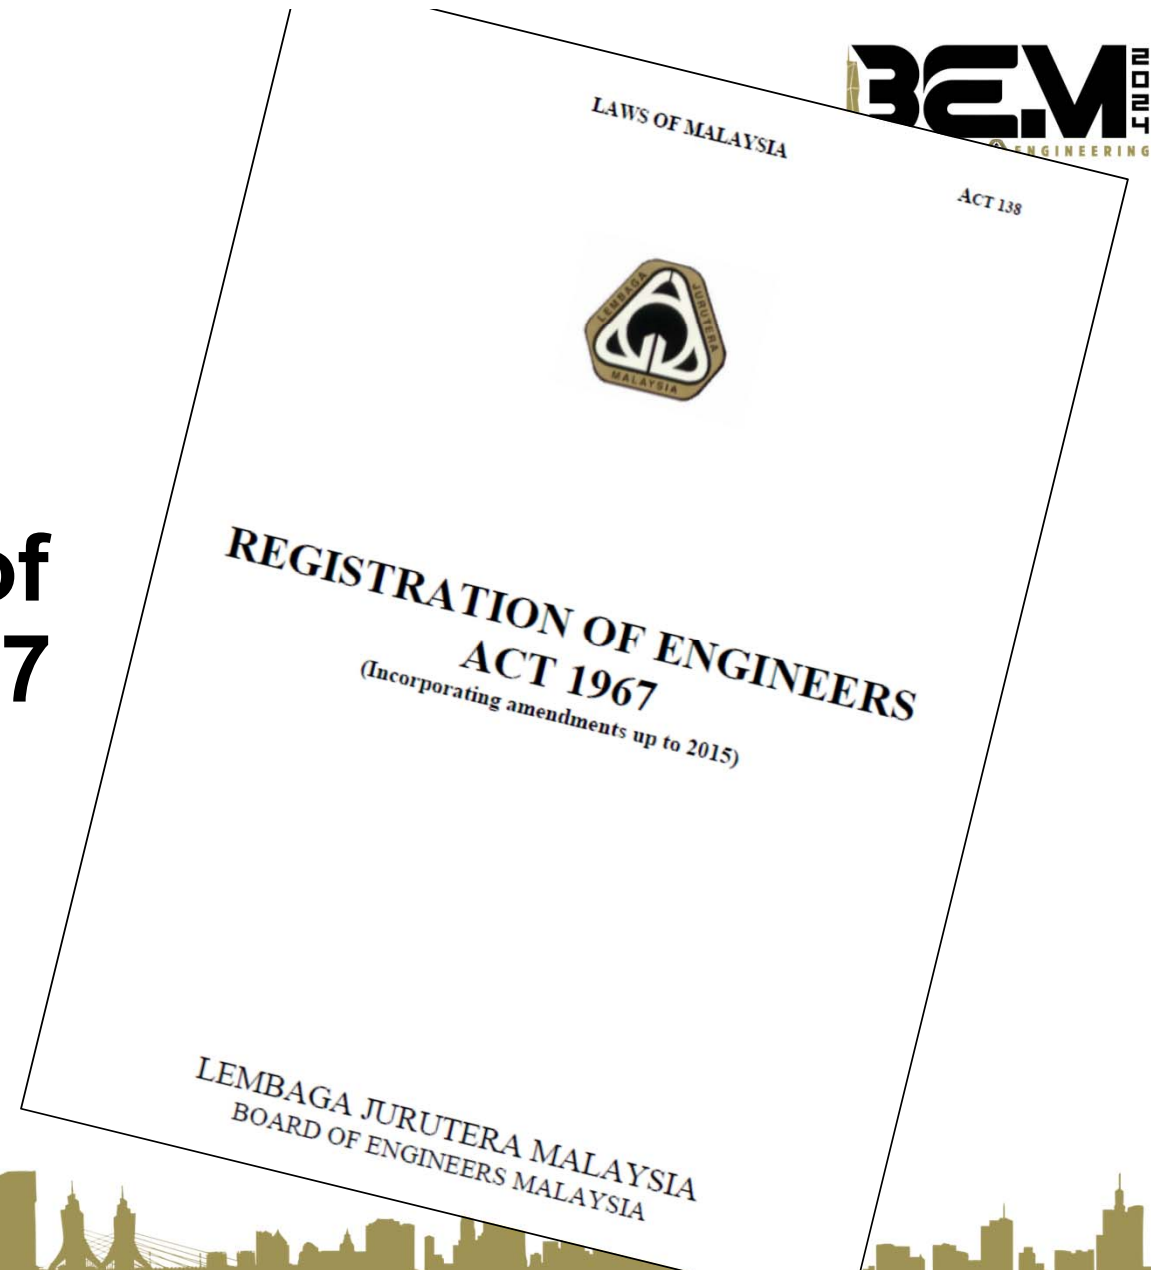 BEM 2024
ENGINEERING
LAWS OF MALAYSIA
ACT 138
LEMBAGA JURUTERA MALAYSIA
of
7
REGISTRATION OF ENGINEERS
ACT 1967
(Incorporating amendments up to 2015)
LEMBAGA JURUTERA MALAYSIA
BOARD OF ENGINEERS MALAYSIA